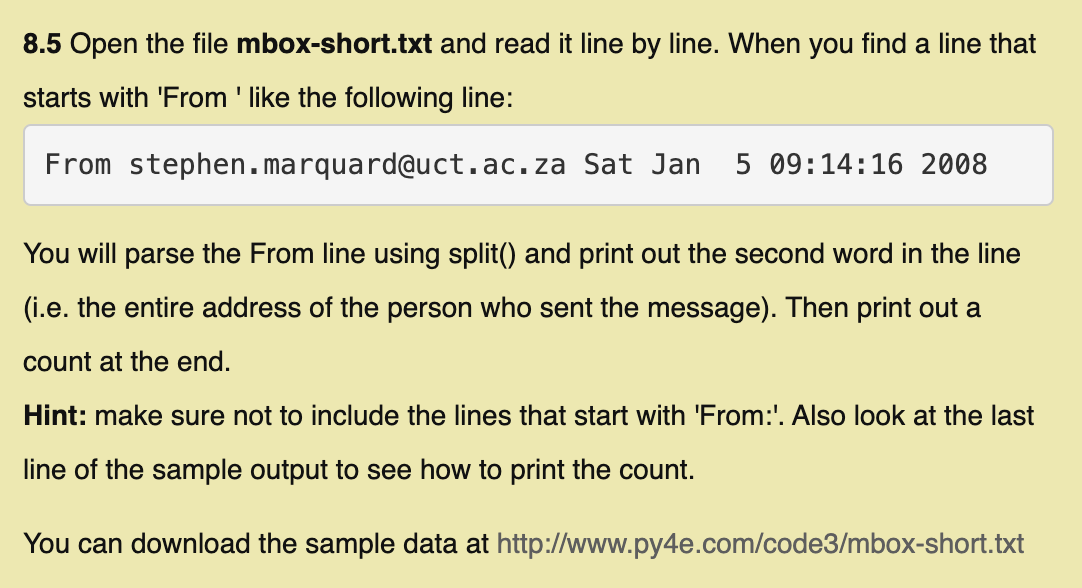 8.5 Open the file mbox-short.txt and read it line by line. When you find a line that
starts with 'From ' like the following line:
From stephen.marquard@uct.ac.za Sat Jan  5 09:14:16 2008
You will parse the From line using split() and print out the second word in the line
(i.e. the entire address of the person who sent the message). Then print out a
count at the end.
Hint: make sure not to include the lines that start with 'From:'. Also look at the last
line of the sample output to see how to print the count.
You can download the sample data at http://www.py4e.com/code3/mbox-short.txt